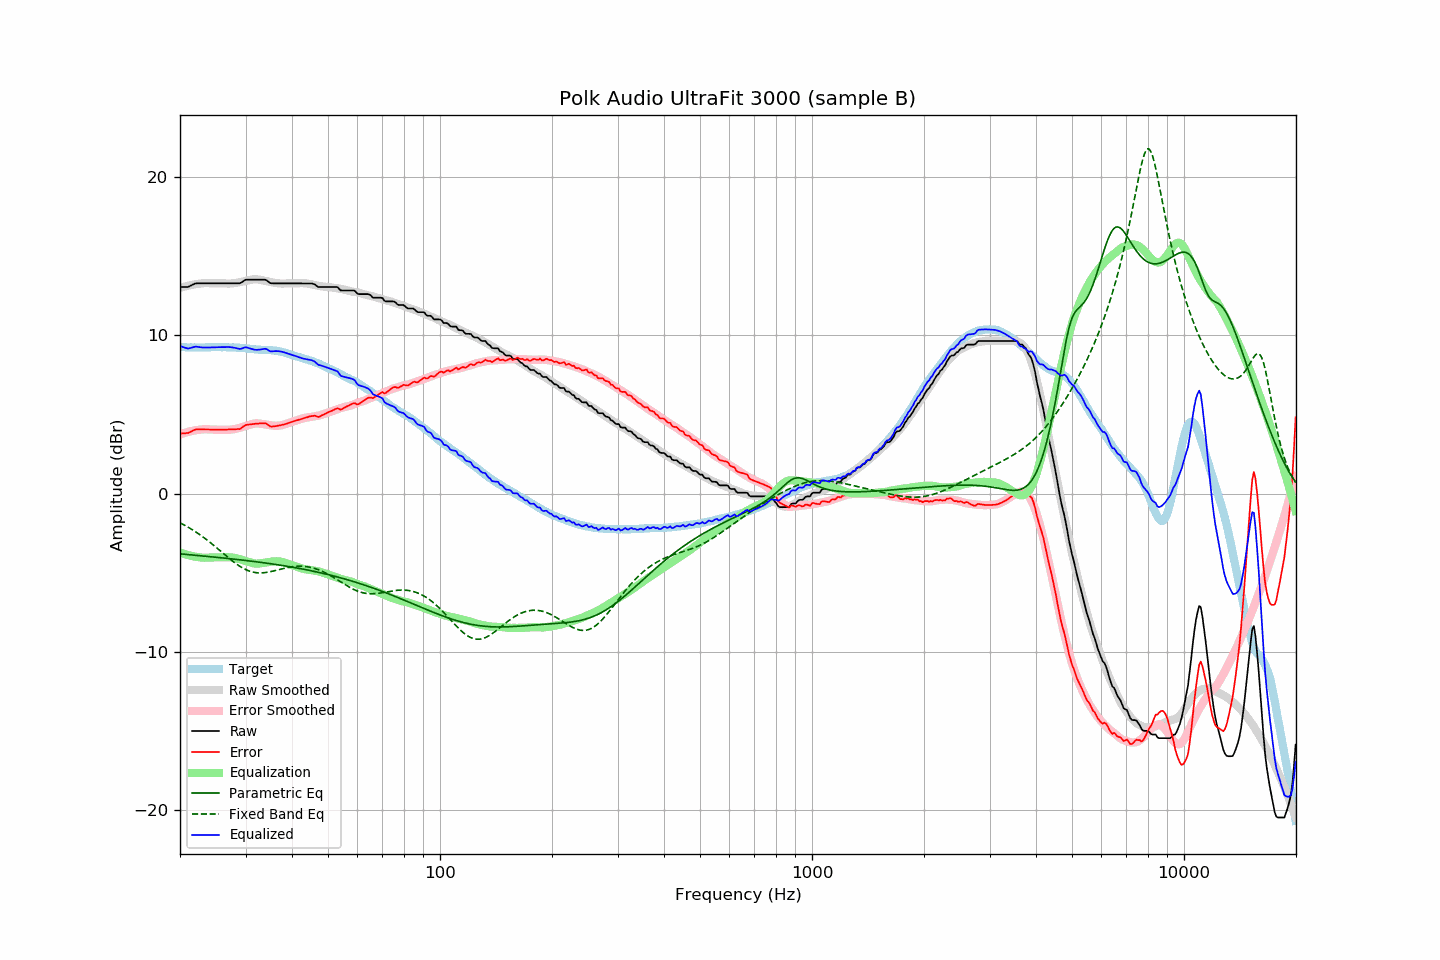 Polk Audio UltraFit 3000 (sample B)
20
10
0
−10
−20
Amplitude (dBr)
Target
Raw Smoothed
Error Smoothed
Raw
Error
Equalization
Parametric Eq
Fixed Band Eq
Equalized
100
1000
10000
Frequency (Hz)